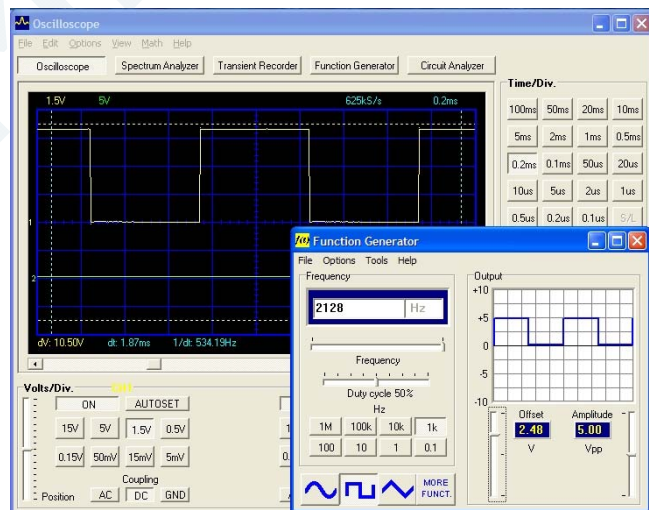 Oscilloscope
File Edit Options View Math Help
Oscilloscope Spectrum Analyzer Transient Recorder Function Generator Circuit Analyzer
1.5V 5V 625kS/s 0.2ms
1
2
dV: 10.50V dt: 1.87ms 1/dt: 534.19Hz
Time/Div.
100ms 50ms 20ms 10ms
5ms 2ms 1ms 0.5ms
0.2ms 0.1ms 50us 20us
10us 5us 2us 1us
0.5us 0.2us 0.1us S/L
Volts/Div.
ON AUTOSET
15V 5V 1.5V 0.5V
0.15V 50mV 15mV 5mV
Coupling
Position AC DC GND
Function Generator
File Options Tools Help
Frequency
2128 Hz
Frequency
Duty cycle 50%
Hz
1M 100k 10k 1k
100 10 1 0.1
MORE
FUNCT.
Output
+10
+5
0
-5
-10
Offset Amplitude
2.48 5.00
V Vpp